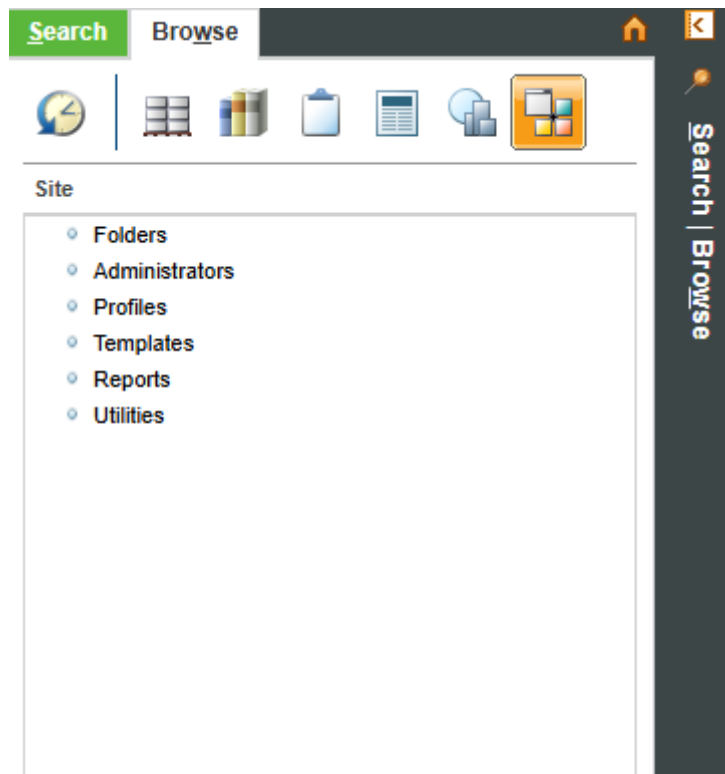 Search Browse
Site
Folders
Administrators
Profiles
Templates
Reports
Utilities
Search | Browse